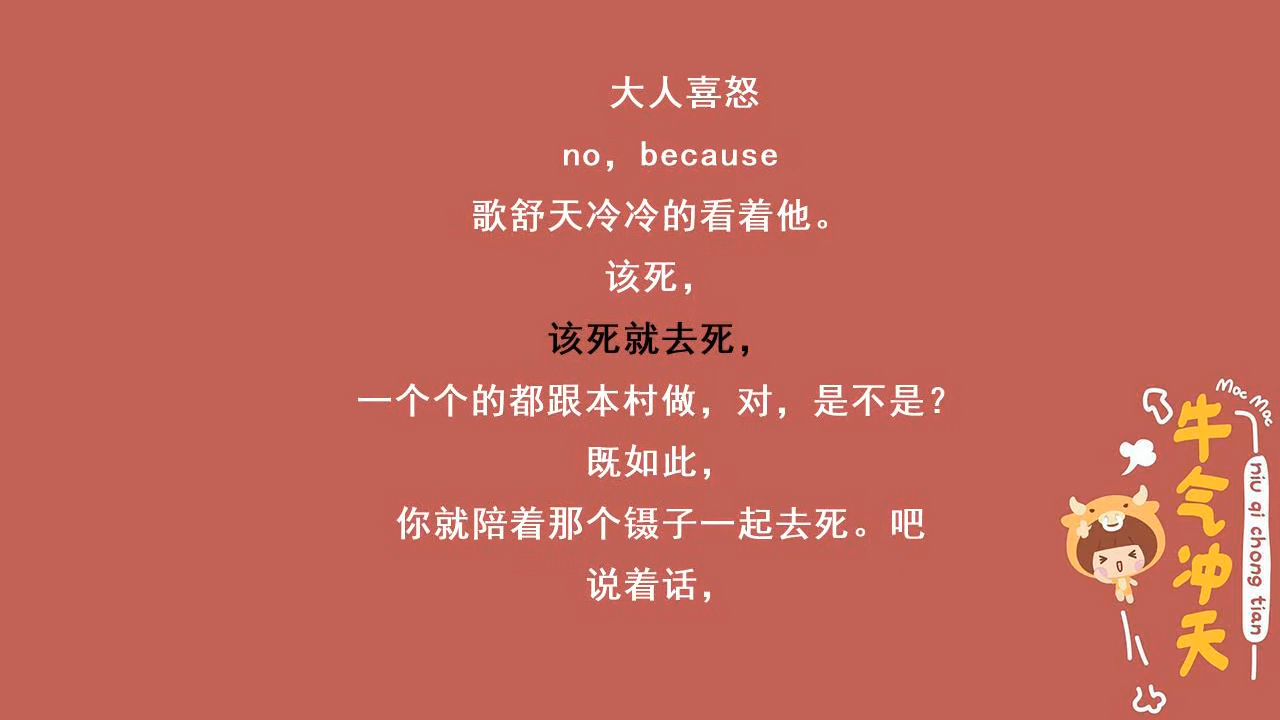 大人喜怒
no，because
歌舒天冷冷的看着他。
该死，
该死就去死，
一个个的都跟本村做，对，是不是？
既如此，
你就陪着那个镊子一起去死。吧
说着话，
Moc Moc
牛气冲天
niu qi chong tian